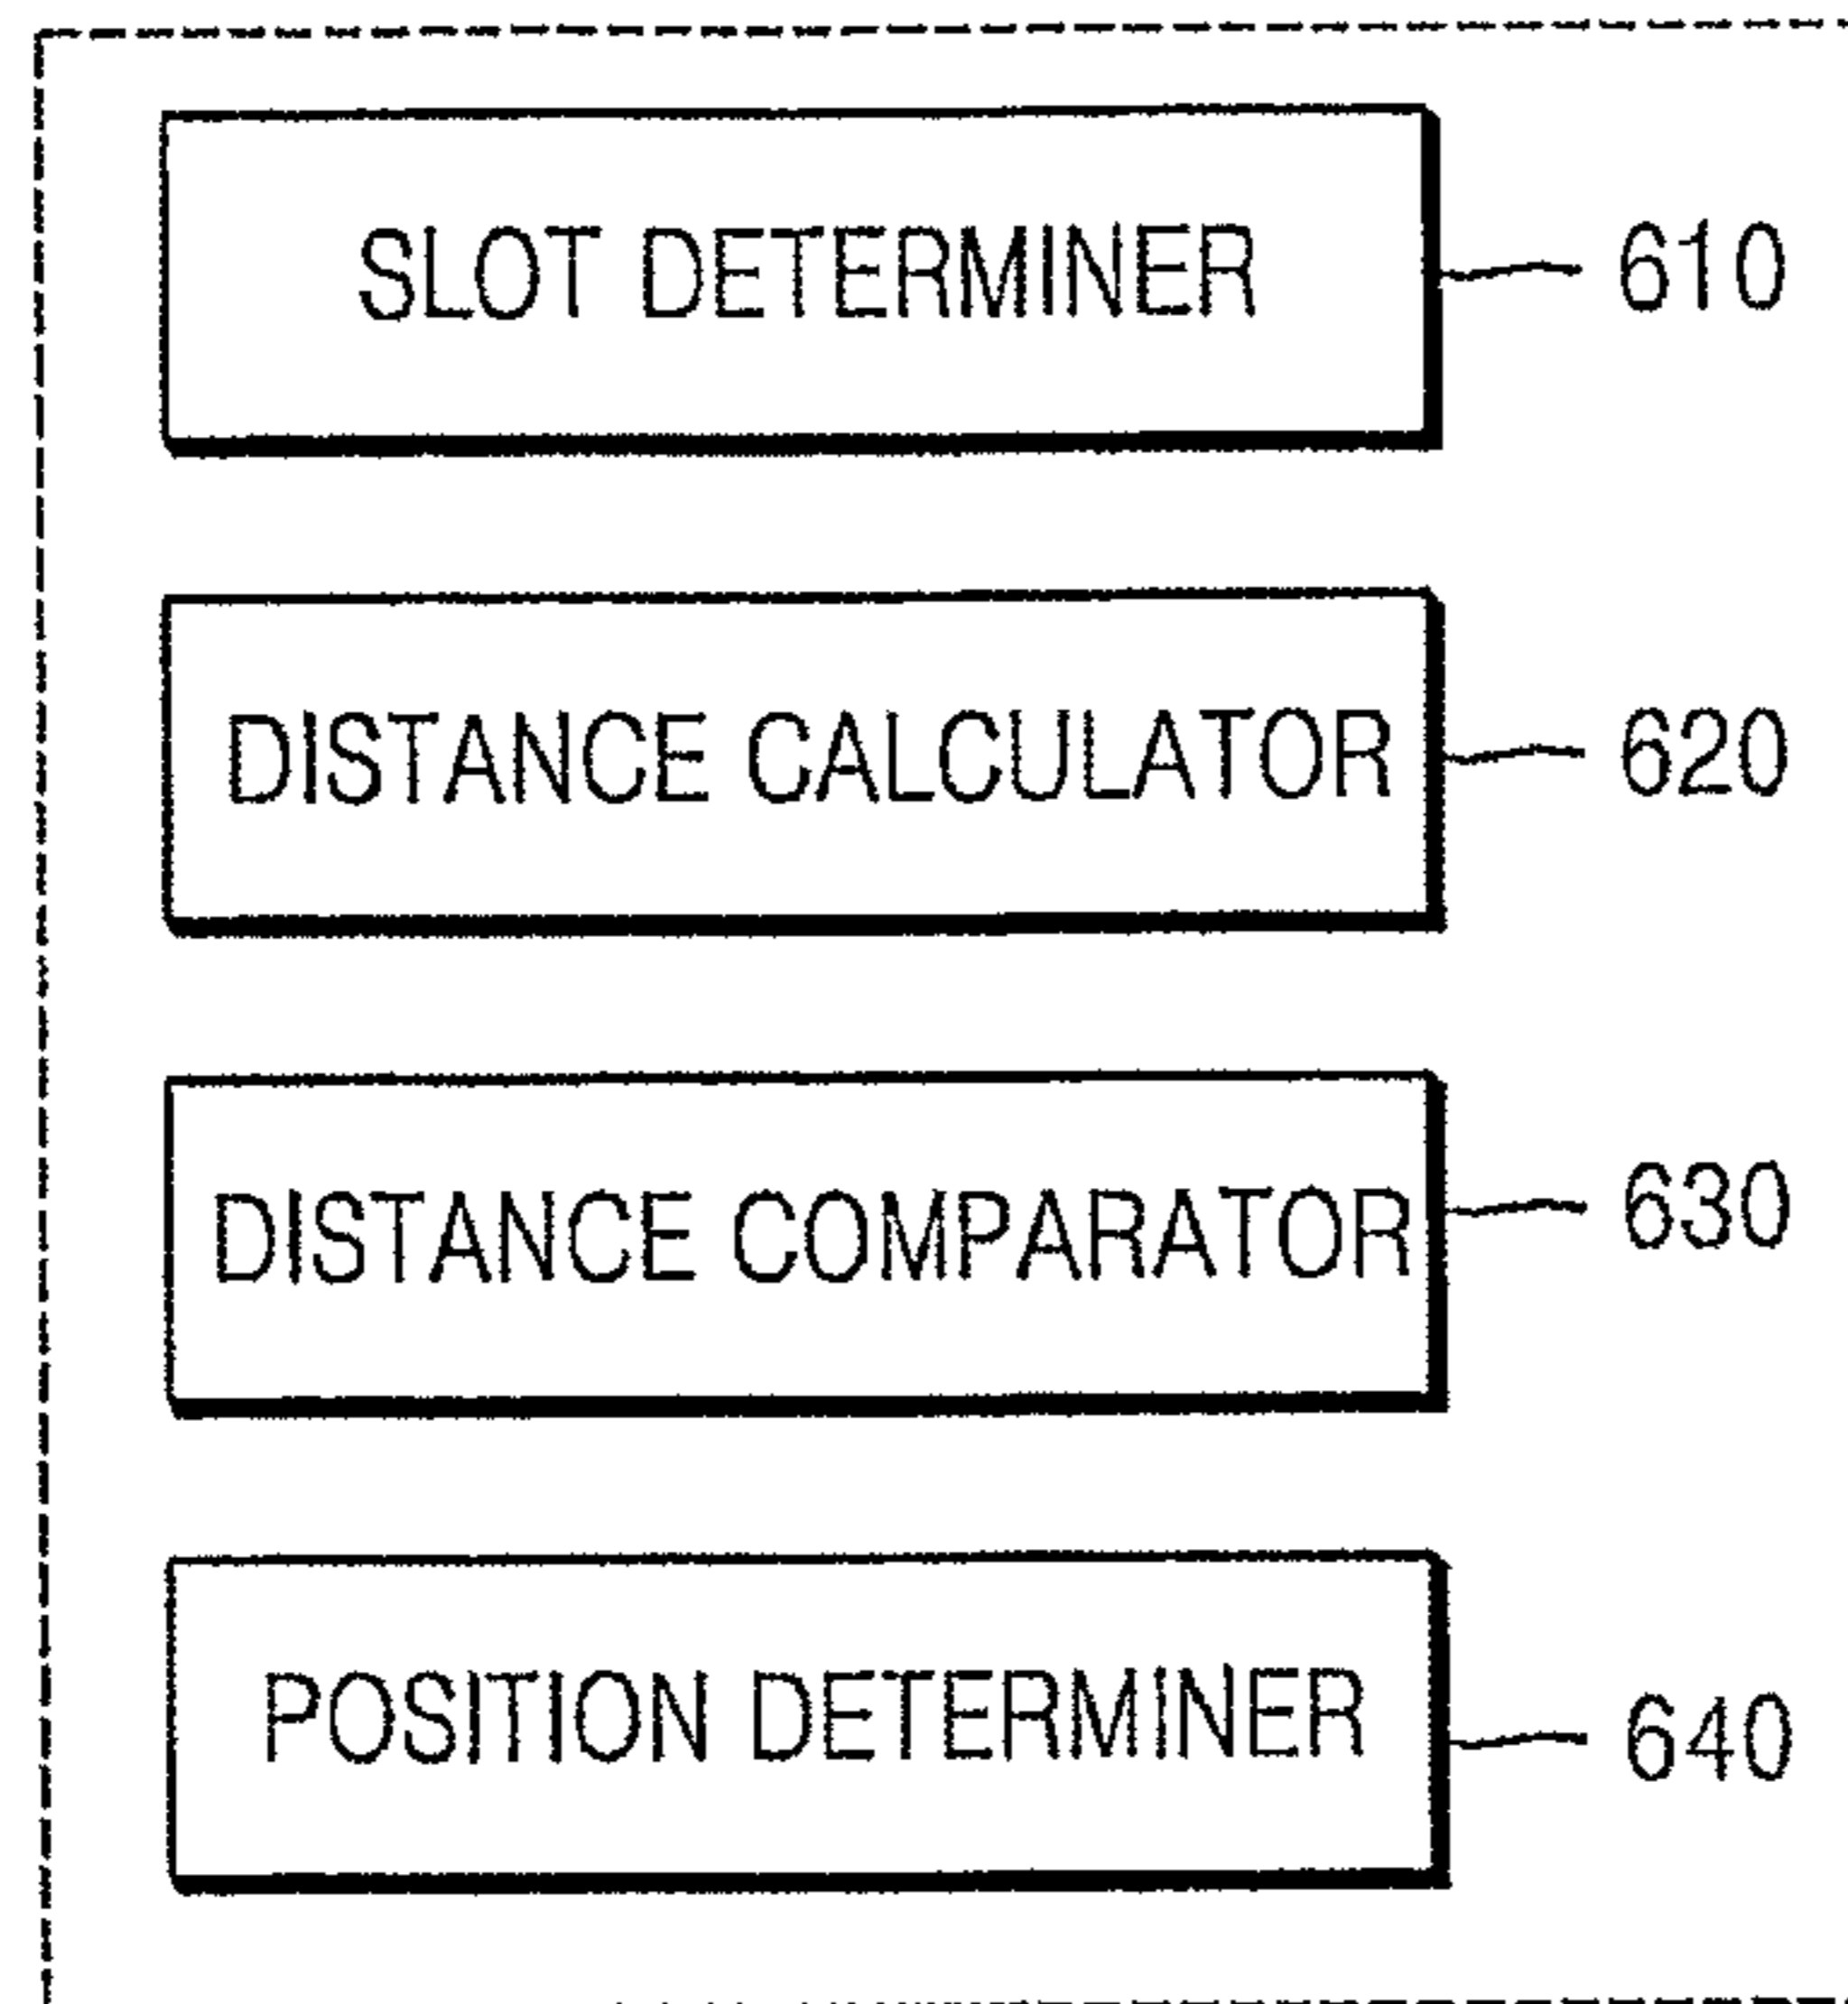 SLOT DETERMINER 610
DISTANCE CALCULATOR 620
DISTANCE COMPARATOR 630
POSITION DETERMINER 640